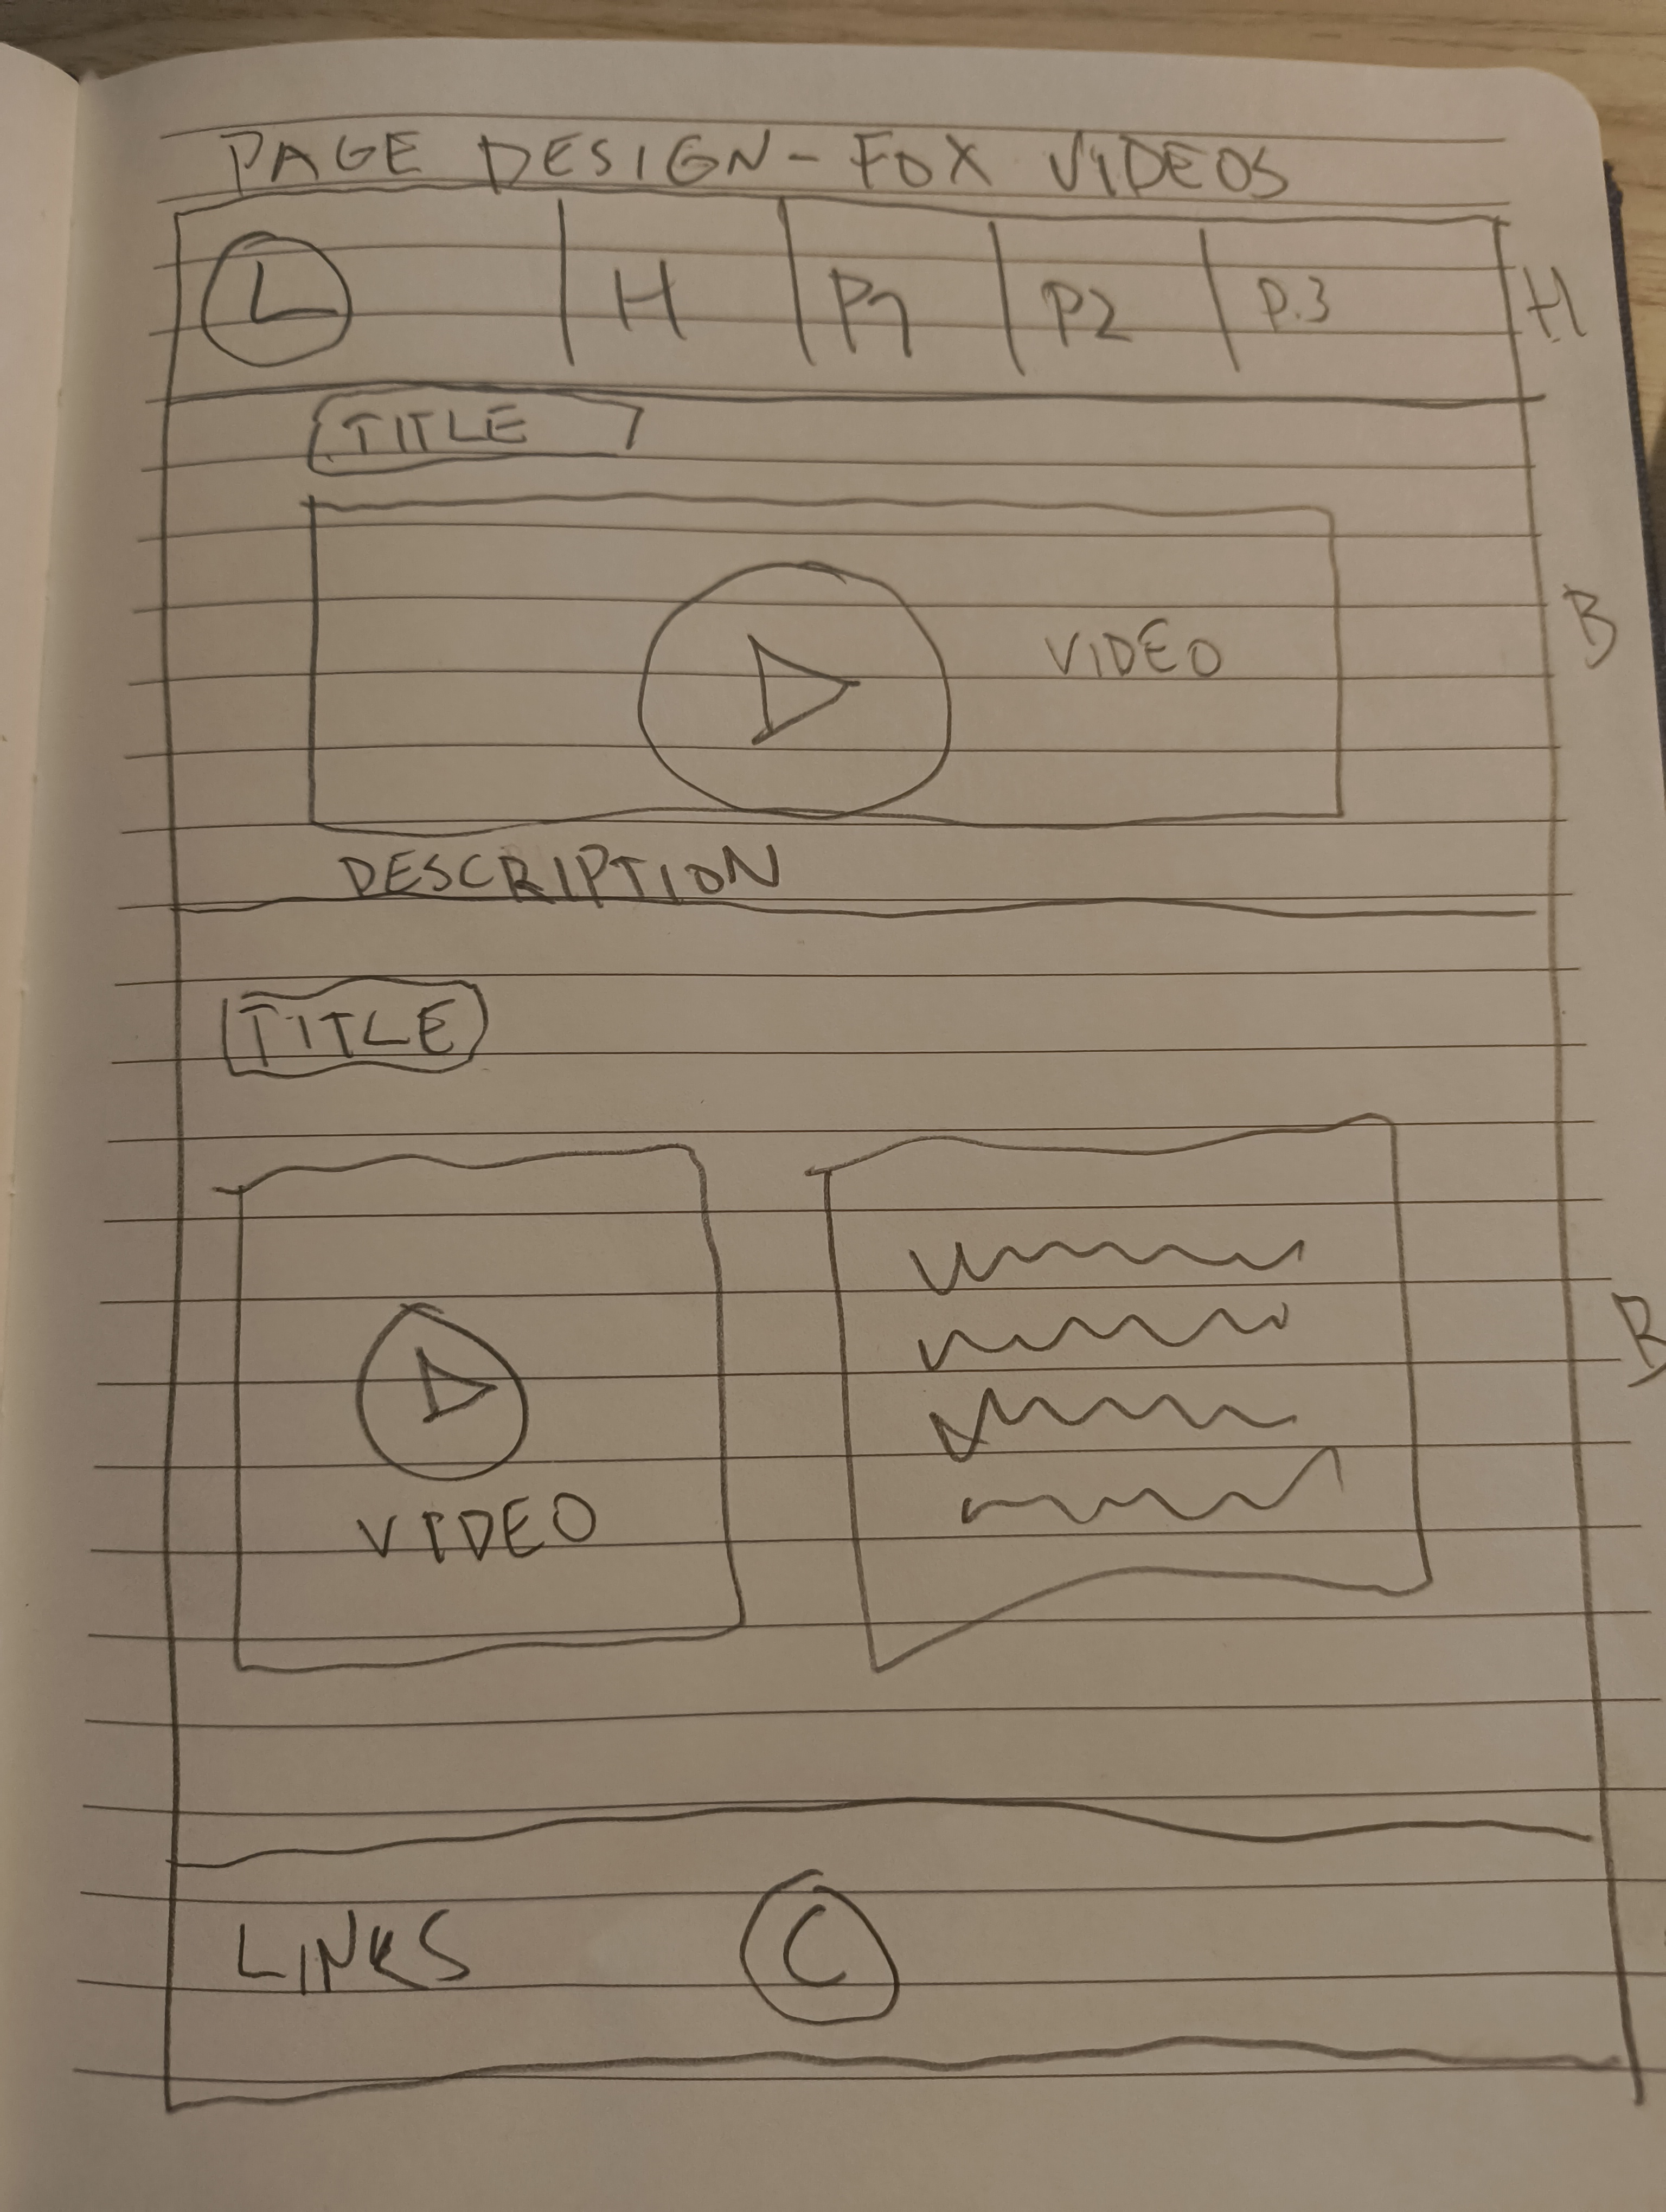 PAGE DESIGN - FOX VIDEOS
L H P1 P2 P.3 H
TITLE
VIDEO B
DESCRIPTION
TITLE
B
VIDEO
LINKS C